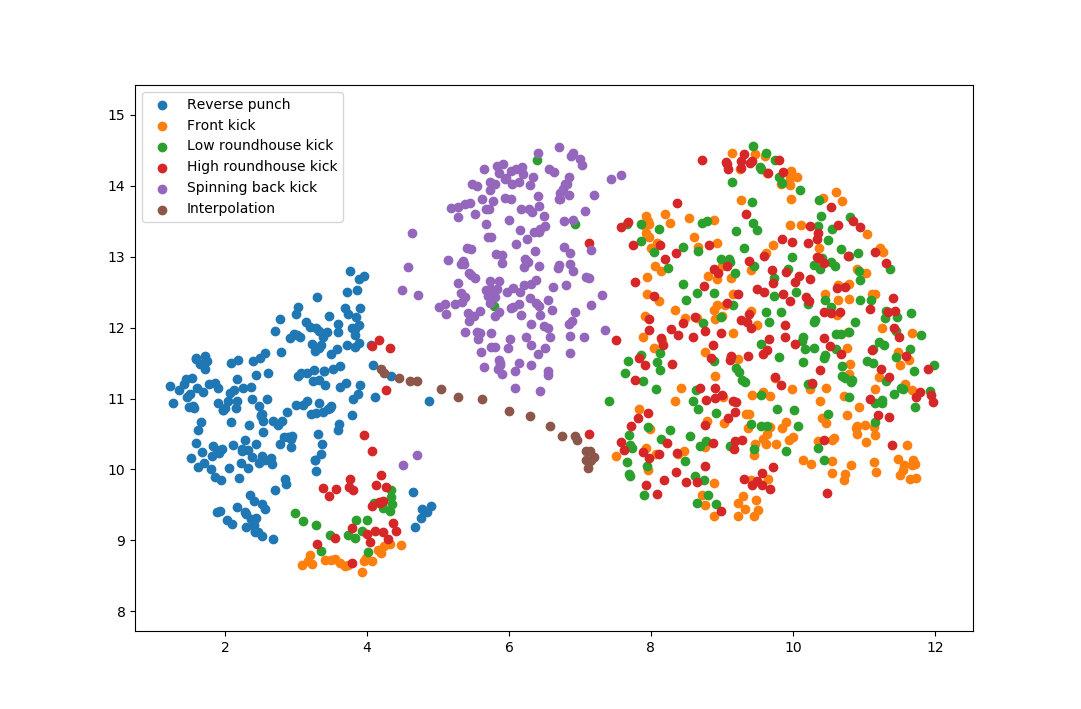 Reverse punch
Front kick
Low roundhouse kick
High roundhouse kick
Spinning back kick
Interpolation
15
14
13
12
11
10
9
8
2 4 6 8 10 12